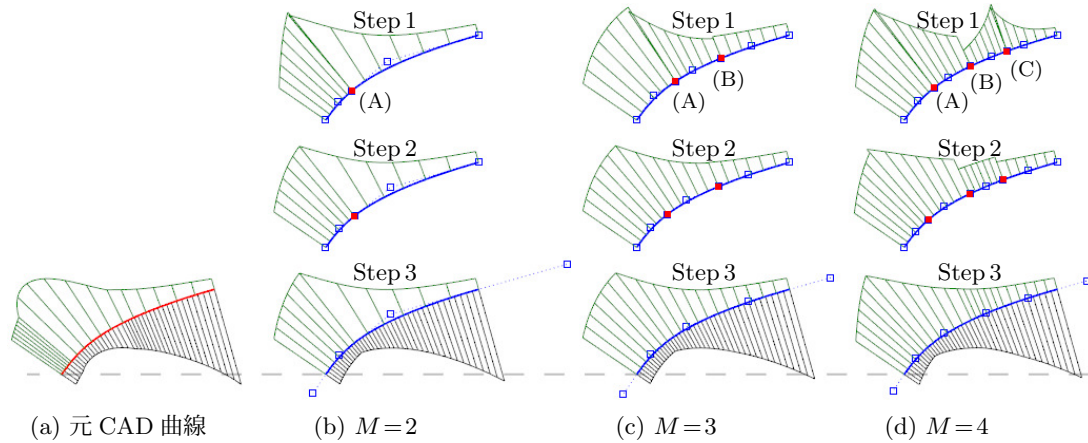 Step 1
Step 1
Step 1
(A)
(A)
(B)
(A)
(B)
(C)
Step 2
Step 2
Step 2
Step 3
Step 3
Step 3
(a) 元 CAD 曲線
(b) M=2
(c) M=3
(d) M=4